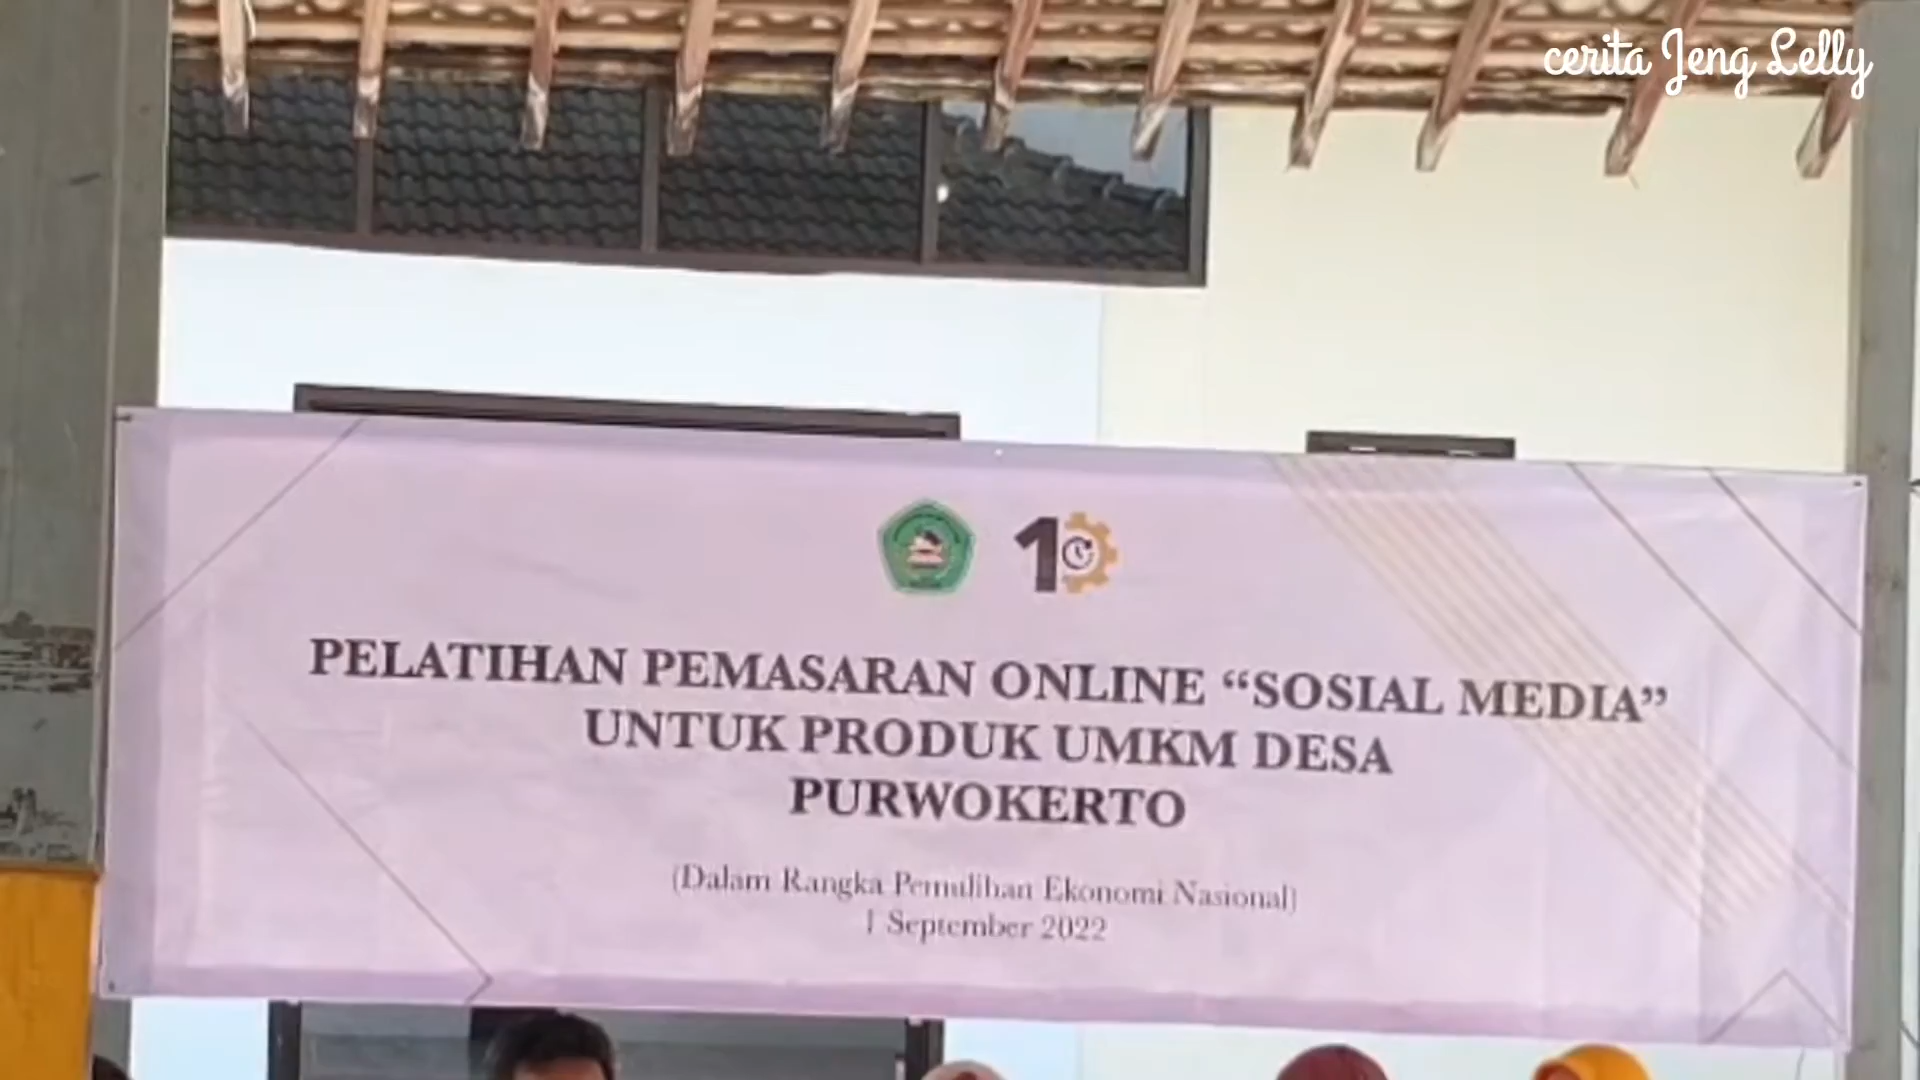 cerita Jeng Lelly
10
PELATIHAN PEMASARAN ONLINE “SOSIAL MEDIA”
UNTUK PRODUK UMKM DESA
PURWOKERTO
(Dalam Rangka Pemulihan Ekonomi Nasional)
1 September 2022